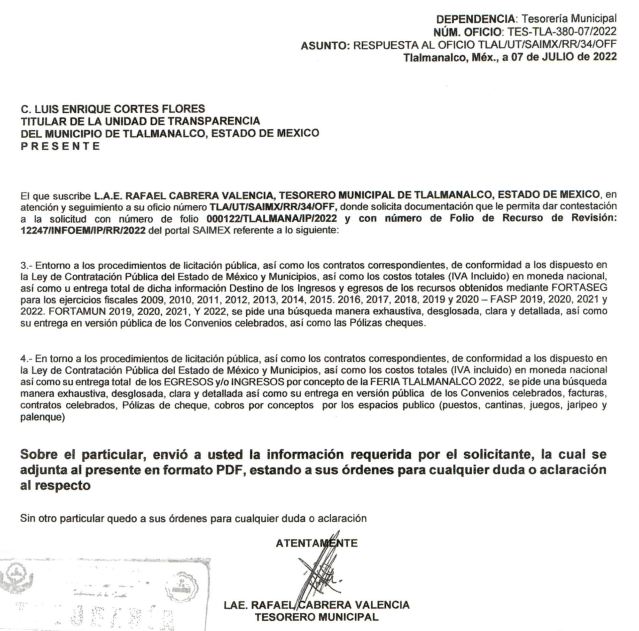 DEPENDENCIA: Tesorería Municipal
NÚM. OFICIO: TES-TLA-380-07/2022
ASUNTO: RESPUESTA AL OFICIO TLAL/UT/SAIMX/RR/34/OFF
Tlalmanalco, Méx., a 07 de JULIO de 2022
C. LUIS ENRIQUE CORTES FLORES
TITULAR DE LA UNIDAD DE TRANSPARENCIA
DEL MUNICIPIO DE TLALMANALCO, ESTADO DE MEXICO
P R E S E N T E
El que suscribe L.A.E. RAFAEL CABRERA VALENCIA, TESORERO MUNICIPAL DE TLALMANALCO, ESTADO DE MEXICO, en
atención y seguimiento a su oficio número TLA/UT/SAIMX/RR/34/OFF, donde solicita documentación que le permita dar contestación
a la solicitud con número de folio 000122/TLALMANA/IP/2022 y con número de Folio de Recurso de Revisión:
12247/INFOEM/IP/RR/2022 del portal SAIMEX referente a lo siguiente:
3.- Entorno a los procedimientos de licitación pública, así como los contratos correspondientes, de conformidad a los dispuesto en
la Ley de Contratación Pública del Estado de México y Municipios, así como los costos totales (IVA Incluido) en moneda nacional,
así como u entrega total de dicha información Destino de los Ingresos y egresos de los recursos obtenidos mediante FORTASEG
para los ejercicios fiscales 2009, 2010, 2011, 2012, 2013, 2014, 2015. 2016, 2017, 2018, 2019 y 2020 – FASP 2019, 2020, 2021 y
2022. FORTAMUN 2019, 2020, 2021, Y 2022, se pide una búsqueda manera exhaustiva, desglosada, clara y detallada, así como
su entrega en versión pública de los Convenios celebrados, así como las Pólizas cheques.
4.- En torno a los procedimientos de licitación pública, así como los contratos correspondientes, de conformidad a los dispuesto en
la Ley de Contratación Pública del Estado de México y Municipios, así como los costos totales (IVA incluido) en moneda nacional
así como su entrega total de los EGRESOS y/o INGRESOS por concepto de la FERIA TLALMANALCO 2022, se pide una búsqueda
manera exhaustiva, desglosada, clara y detallada así como su entrega en versión pública de los Convenios celebrados, facturas,
contratos celebrados, Pólizas de cheque, cobros por conceptos por los espacios publico (puestos, cantinas, juegos, jaripeo y
palenque)
Sobre el particular, envió a usted la información requerida por el solicitante, la cual se
adjunta al presente en formato PDF, estando a sus órdenes para cualquier duda o aclaración
al respecto
Sin otro particular quedo a sus órdenes para cualquier duda o aclaración
ATENTAMENTE
LAE. RAFAEL CABRERA VALENCIA
TESORERO MUNICIPAL